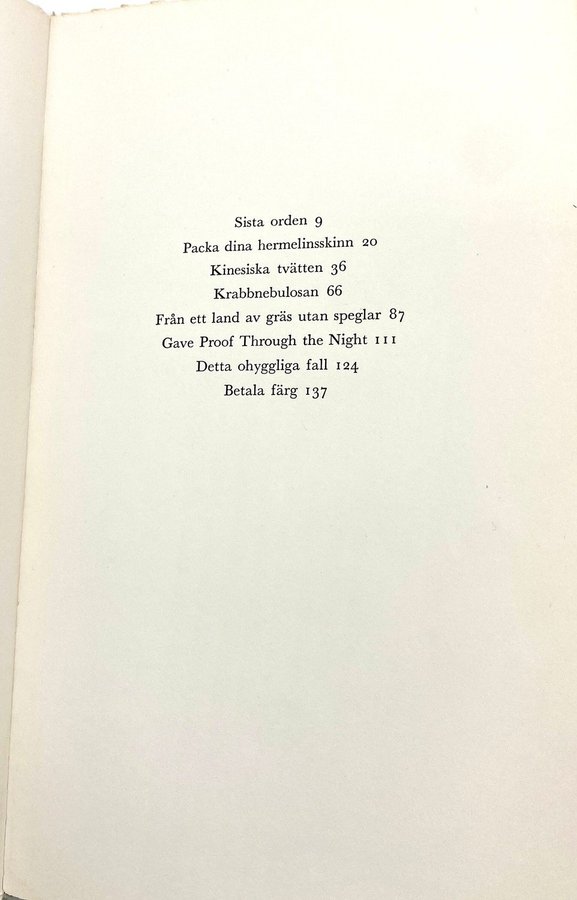 Sista orden 9
Packa dina hermelinsskinn 20
Kinesiska tvätten 36
Krabbnebulosan 66
Från ett land av gräs utan speglar 87
Gave Proof Through the Night 111
Detta ohyggliga fall 124
Betala färg 137